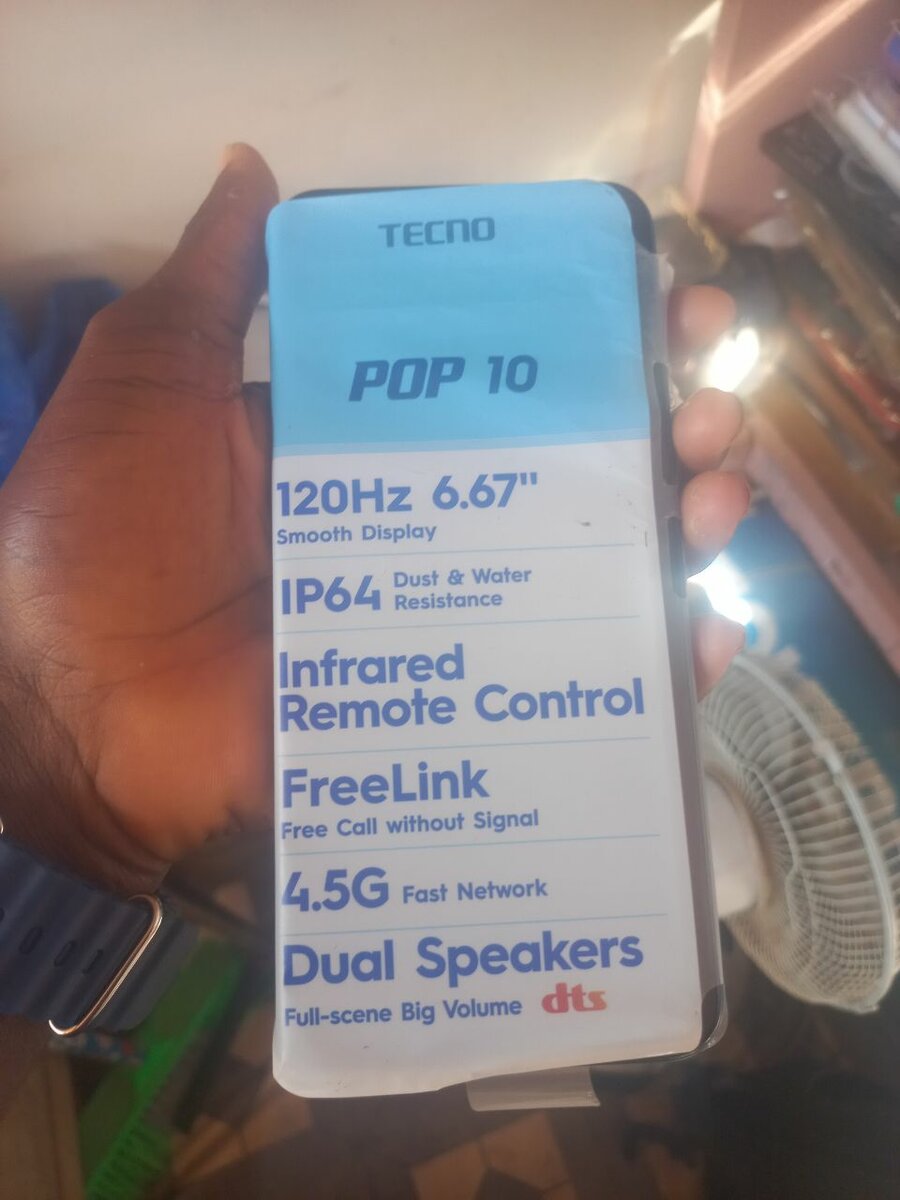 TECNO
POP 10
120Hz 6.67"
Smooth Display
IP64 Dust & Water
Resistance
Infrared
Remote Control
FreeLink
Free Call without Signal
4.5G Fast Network
Dual Speakers
Full-scene Big Volume dts